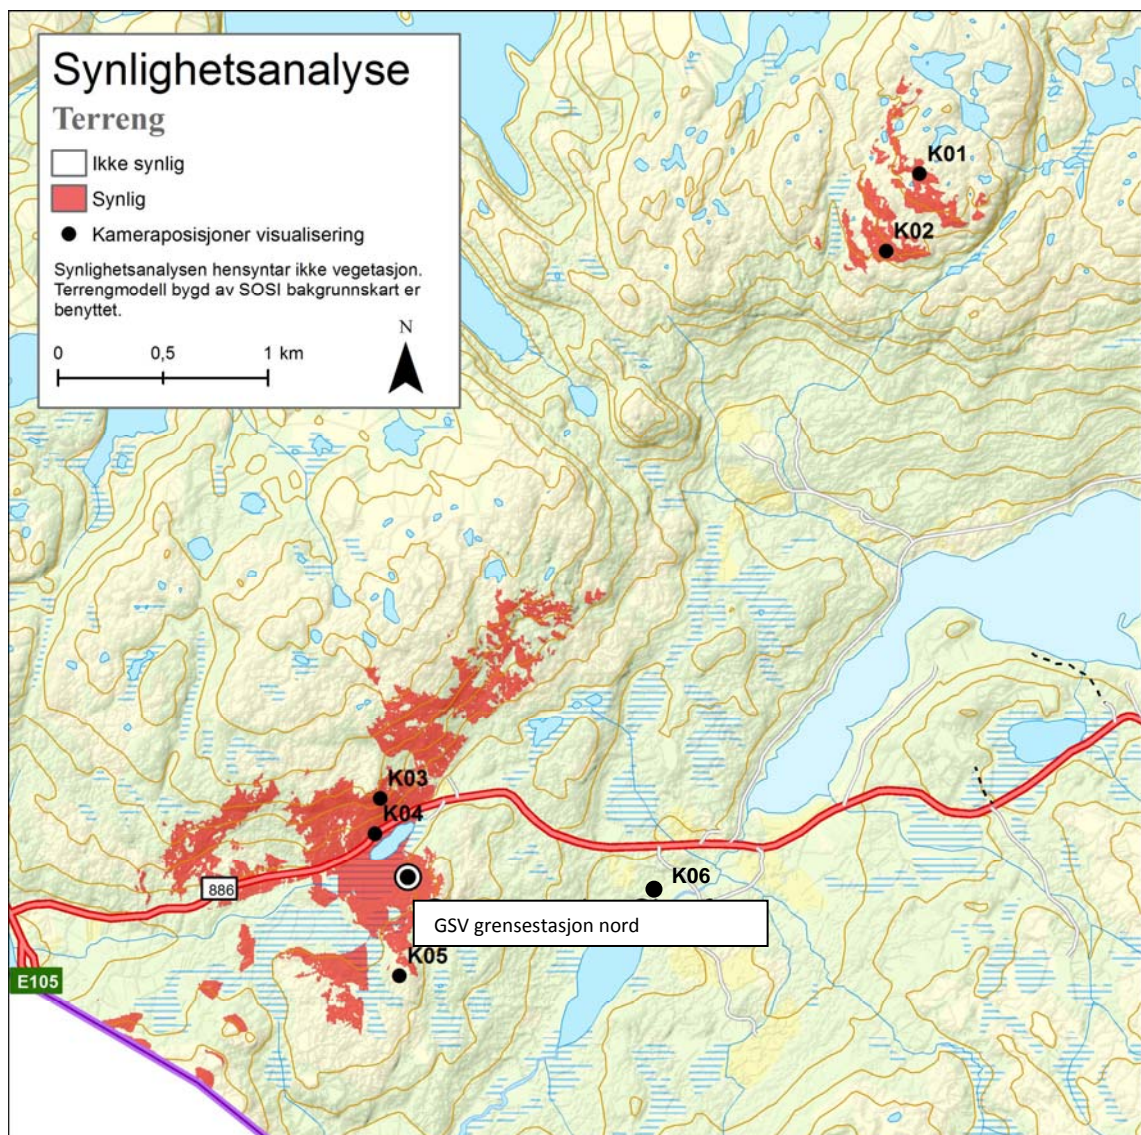 Synlighetsanalyse
Terreng
Ikke synlig
Synlig
Kameraposisjoner visualisering
Synlighetsanalysen hensyntar ikke vegetasjon.
Terrengmodell bygd av SOSI bakgrunnskart er
benyttet.
N
0 0,5 1 km
K01
K02
K03
K04
886
K06
GSV grensestasjon nord
K05
E105